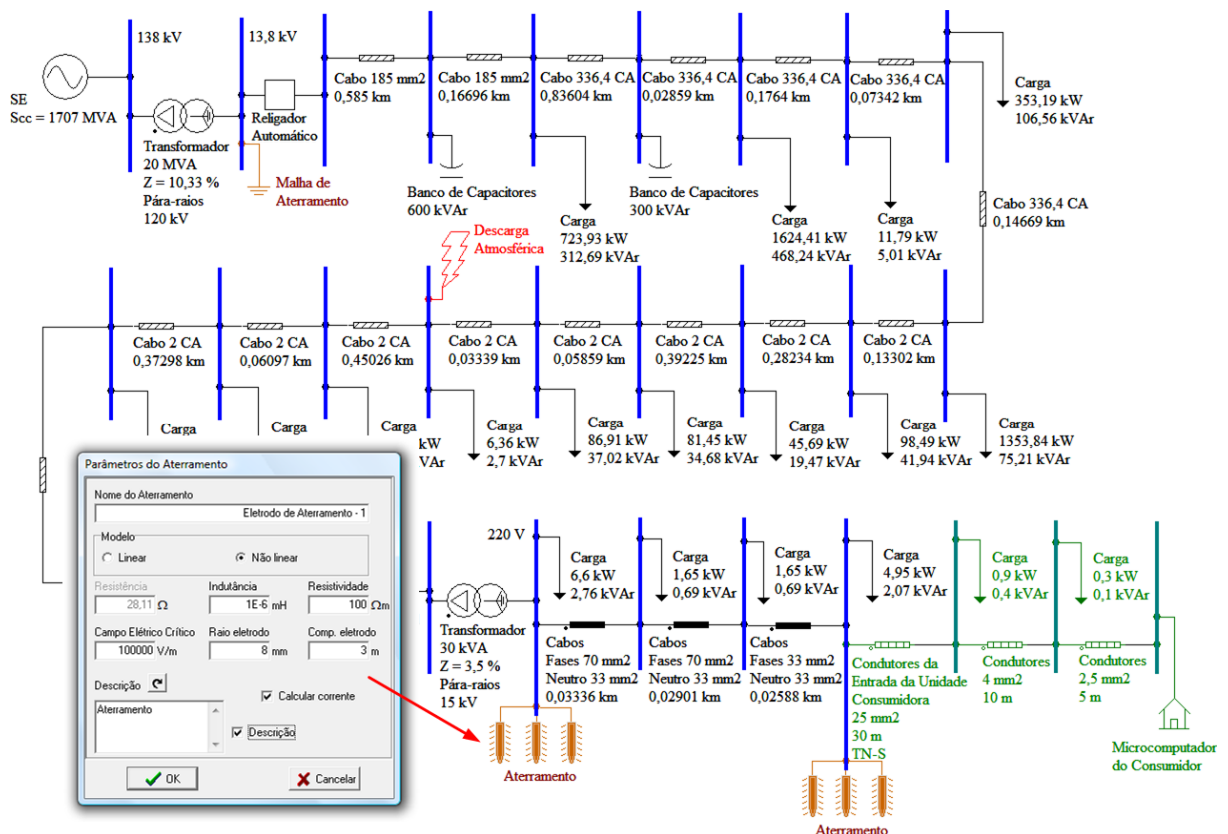 138 kV
13,8 kV
SE
Scc = 1707 MVA
Transformador
20 MVA
Z = 10,33 %
Pára-raios
120 kV
Religador
Automático
Malha de
Aterramento
Cabo 185 mm2
0,585 km
Cabo 185 mm2
0,16696 km
Cabo 336,4 CA
0,83604 km
Cabo 336,4 CA
0,02859 km
Cabo 336,4 CA
0,1764 km
Cabo 336,4 CA
0,07342 km
Carga
353,19 kW
106,56 kVAr
Banco de Capacitores
600 kVAr
Carga
723,93 kW
312,69 kVAr
Banco de Capacitores
300 kVAr
Carga
1624,41 kW
468,24 kVAr
Carga
11,79 kW
5,01 kVAr
Cabo 336,4 CA
0,14669 km
Descarga
Atmosférica
Cabo 2 CA
0,37298 km
Cabo 2 CA
0,06097 km
Cabo 2 CA
0,45026 km
Cabo 2 CA
0,03339 km
Cabo 2 CA
0,05859 km
Cabo 2 CA
0,39225 km
Cabo 2 CA
0,28234 km
Cabo 2 CA
0,13302 km
Carga
Carga
Carga
kW
VAr
Carga
6,36 kW
2,7 kVAr
Carga
86,91 kW
37,02 kVAr
Carga
81,45 kW
34,68 kVAr
Carga
45,69 kW
19,47 kVAr
Carga
98,49 kW
41,94 kVAr
Carga
1353,84 kW
75,21 kVAr
Parâmetros do Aterramento
Nome do Aterramento
Eletrodo de Aterramento - 1
Modelo
Linear
Não linear
Resistência
28,11 Ω
Indutância
1E-6 mH
Resistividade
100 Ωm
Campo Elétrico Crítico
100000 V/m
Raio eletrodo
8 mm
Comp. eletrodo
3 m
Descrição
Calcular corrente
Aterramento
Descrição
OK
Cancelar
Transformador
30 kVA
Z = 3,5 %
Pára-raios
15 kV
220 V
Carga
6,6 kW
2,76 kVAr
Carga
1,65 kW
0,69 kVAr
Carga
1,65 kW
0,69 kVAr
Carga
4,95 kW
2,07 kVAr
Carga
0,9 kW
0,4 kVAr
Carga
0,3 kW
0,1 kVAr
Cabos
Fases 70 mm2
Neutro 33 mm2
0,03336 km
Cabos
Fases 70 mm2
Neutro 33 mm2
0,02901 km
Cabos
Fases 33 mm2
Neutro 33 mm2
0,02588 km
Condutores da
Entrada da Unidade
Consumidora
25 mm2
30 m
TN-S
Condutores
4 mm2
10 m
Condutores
2,5 mm2
5 m
Microcomputador
do Consumidor
Aterramento
Aterramento